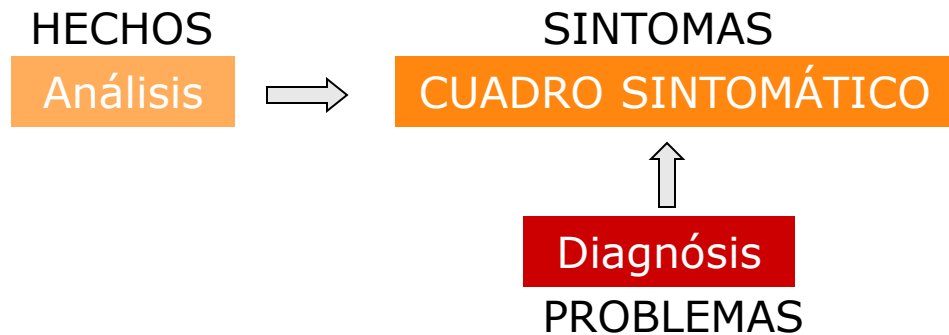 HECHOS
Análisis
SINTOMAS
CUADRO SINTOMÁTICO
Diagnósis
PROBLEMAS